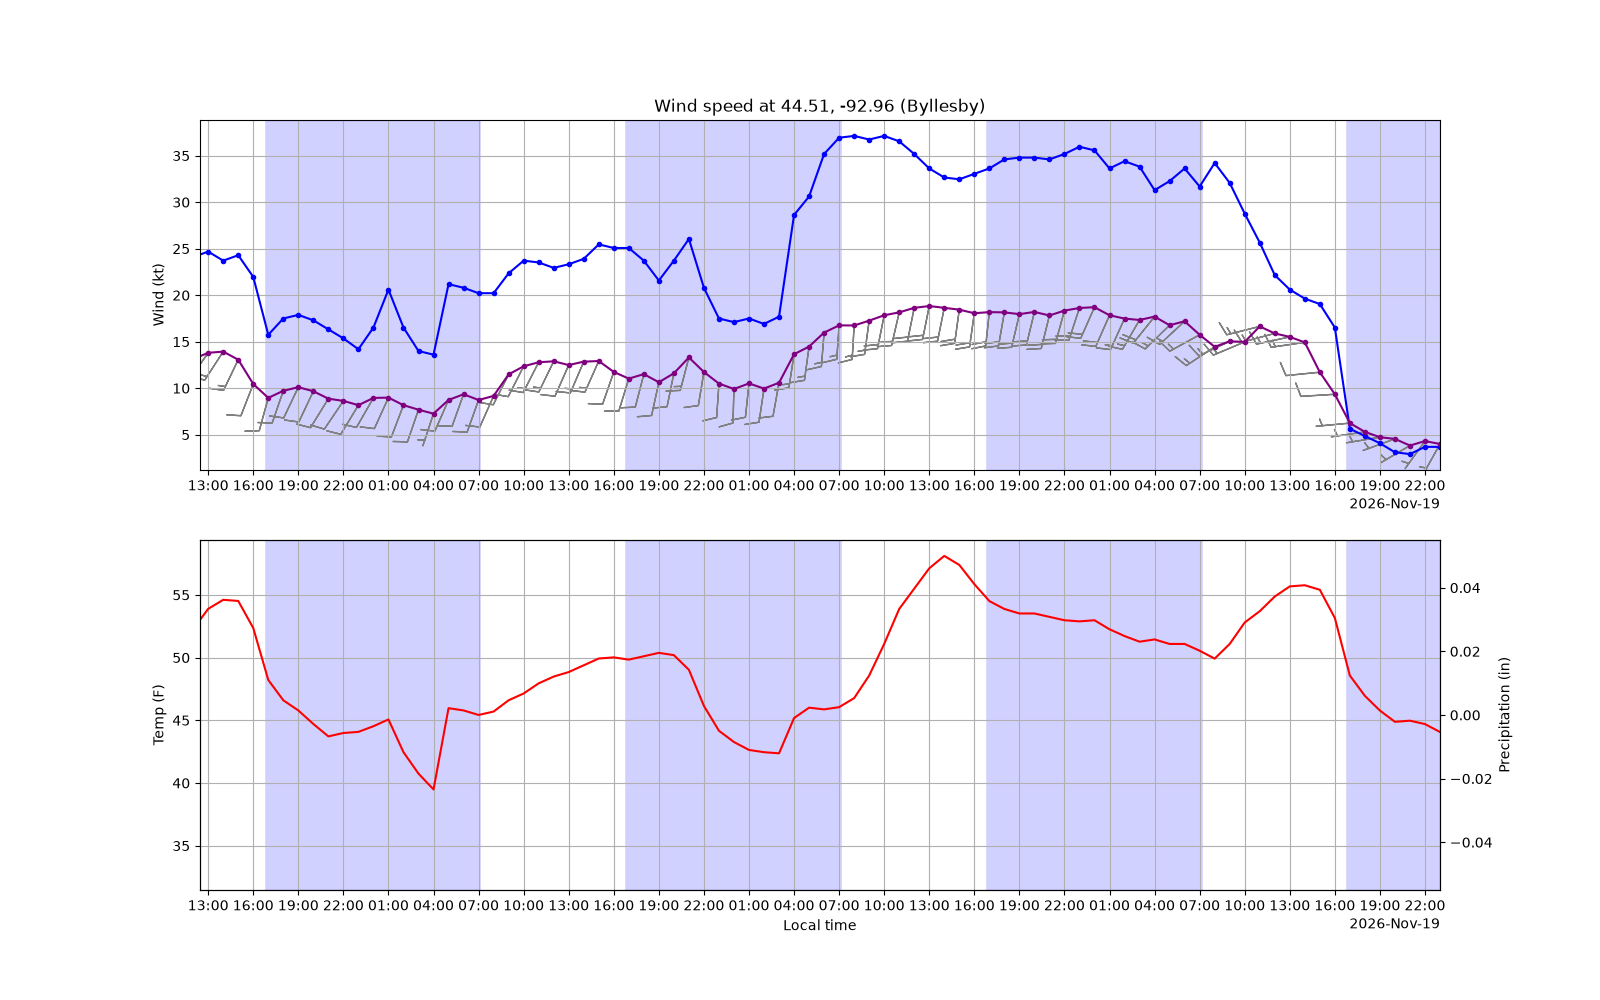 Wind speed at 44.51, -92.96 (Byllesby)
Wind (kt)
35
30
25
20
15
10
5
13:00 16:00 19:00 22:00 01:00 04:00 07:00 10:00 13:00 16:00 19:00 22:00 01:00 04:00 07:00 10:00 13:00 16:00 19:00 22:00 01:00 04:00 07:00 10:00 13:00 16:00 19:00 22:00
2026-Nov-19
Temp (F)
55
50
45
40
35
0.04
0.02
0.00
−0.02
−0.04
Precipitation (in)
13:00 16:00 19:00 22:00 01:00 04:00 07:00 10:00 13:00 16:00 19:00 22:00 01:00 04:00 07:00 10:00 13:00 16:00 19:00 22:00 01:00 04:00 07:00 10:00 13:00 16:00 19:00 22:00
Local time
2026-Nov-19